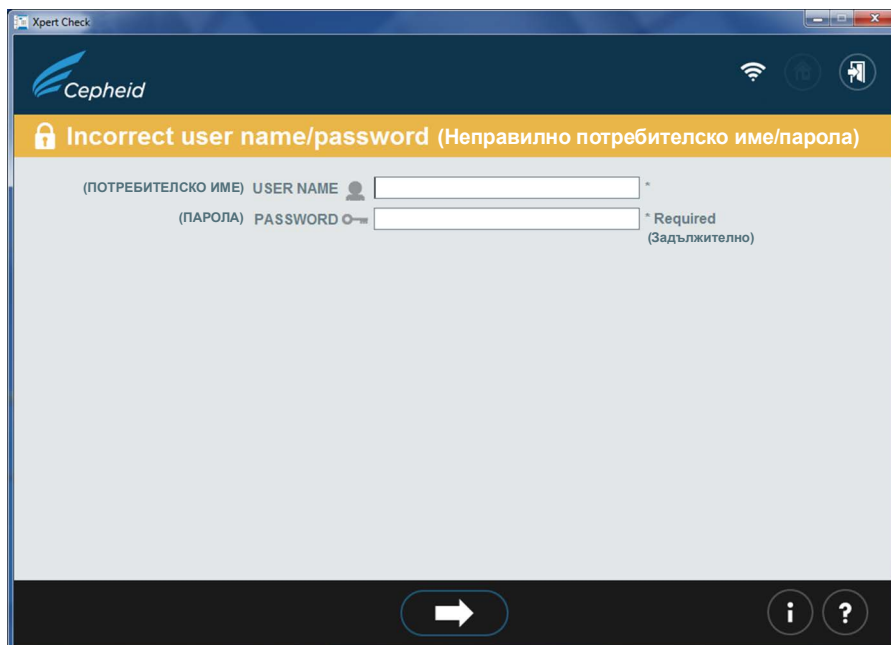 Xpert Check
Cepheid
Incorrect user name/password (Неправилно потребителско име/парола)
(ПОТРЕБИТЕЛСКО ИМЕ) USER NAME *
(ПАРОЛА) PASSWORD * Required
(Задължително)
i ?